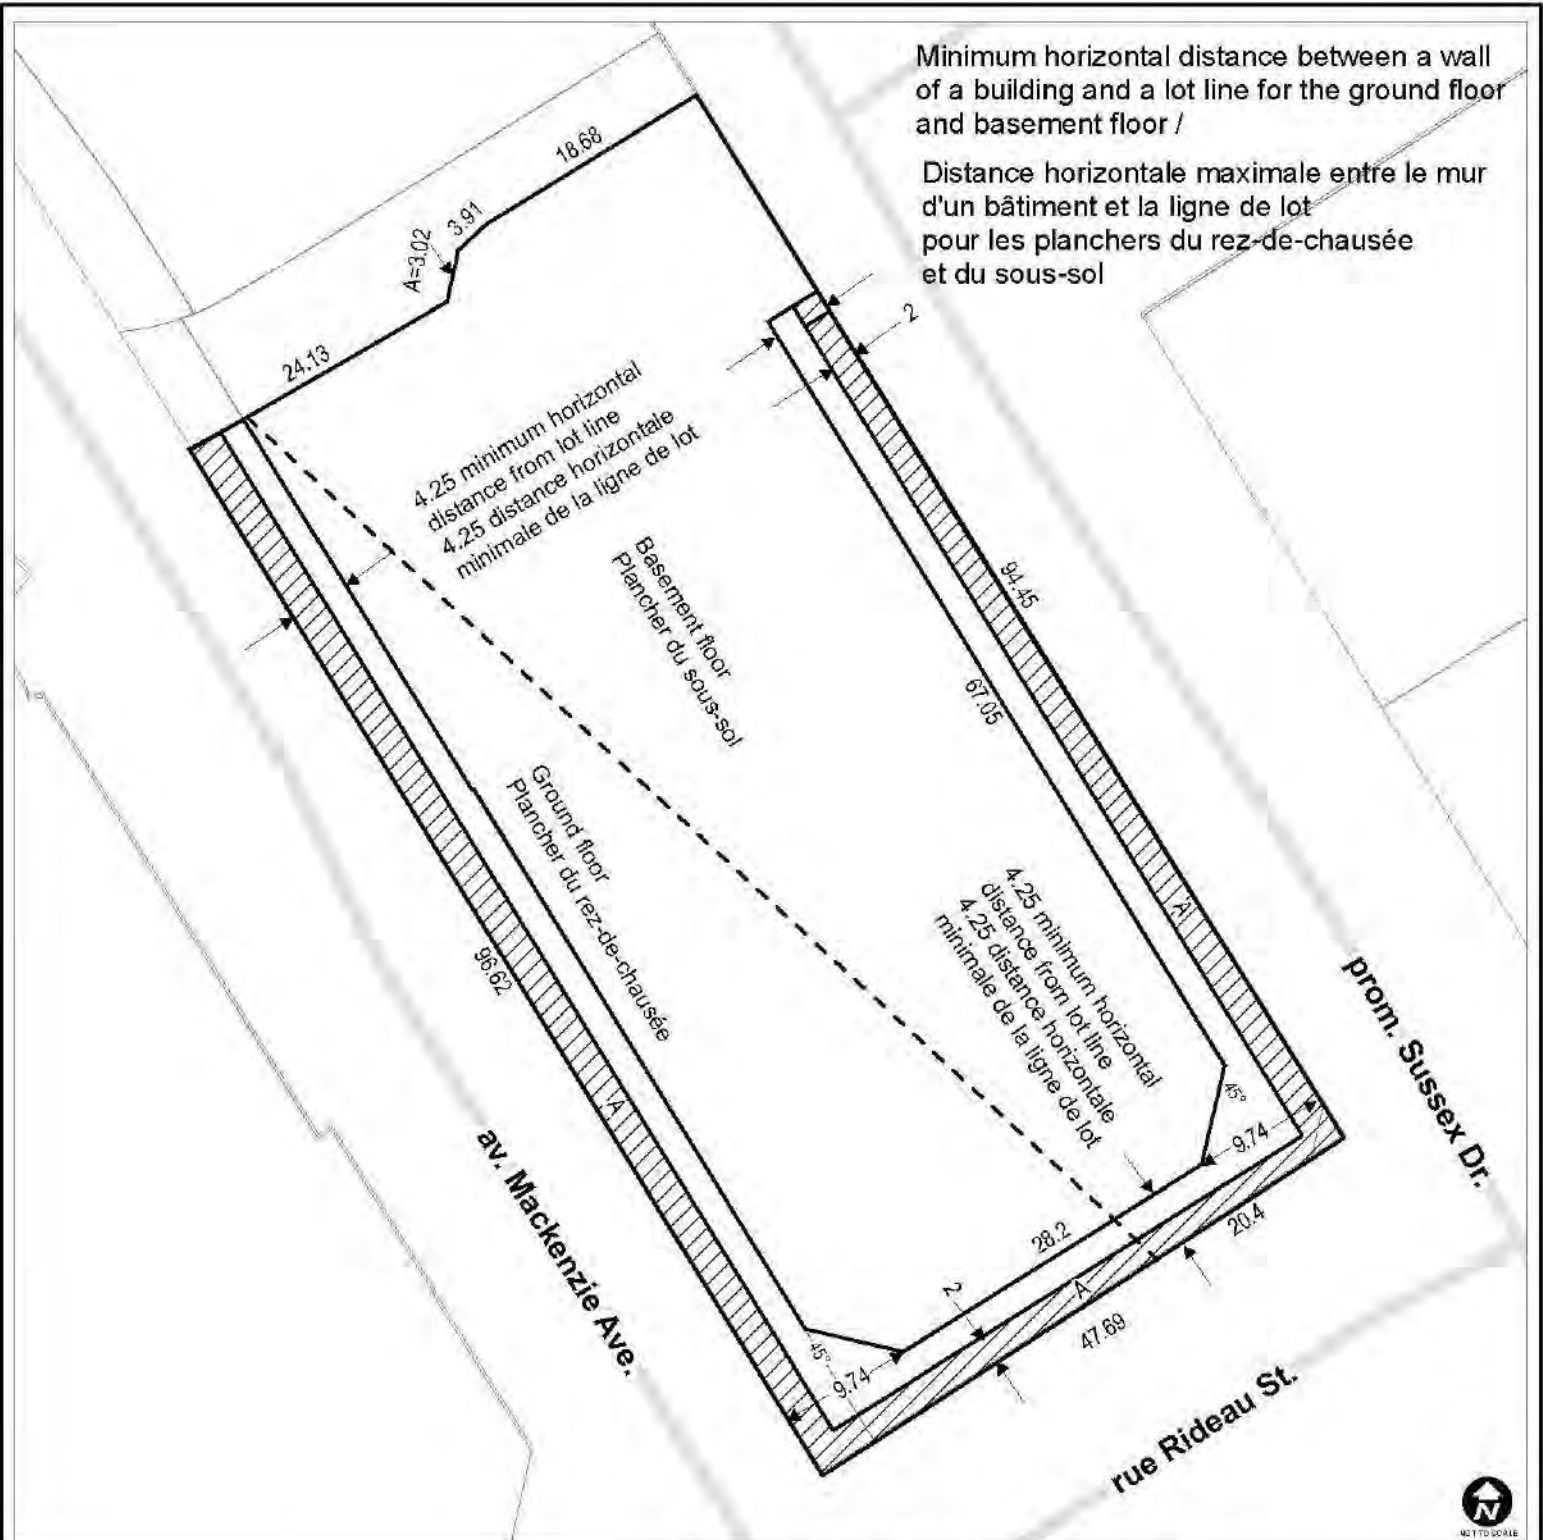 Minimum horizontal distance between a wall
of a building and a lot line for the ground floor
and basement floor /
Distance horizontale maximale entre le mur
d'un bâtiment et la ligne de lot
pour les planchers du rez-de-chausée
et du sous-sol
18.68
3.91
A=3.02
24.13
2
4.25 minimum horizontal
distance from lot line
4.25 distance horizontale
minimale de la ligne de lot
Basement floor
Plancher du sous-sol
94.45
67.05
Ground floor
Plancher du rez-de-chausée
96.62
4.25 minimum horizontal
distance from lot line
4.25 distance horizontale
minimale de la ligne de lot
A
A
prom. Sussex Dr.
45°
9.74
20.4
28.2
2
A
47.69
45°
9.74
av. Mackenzie Ave.
rue Rideau St.
N
NOT TO SCALE